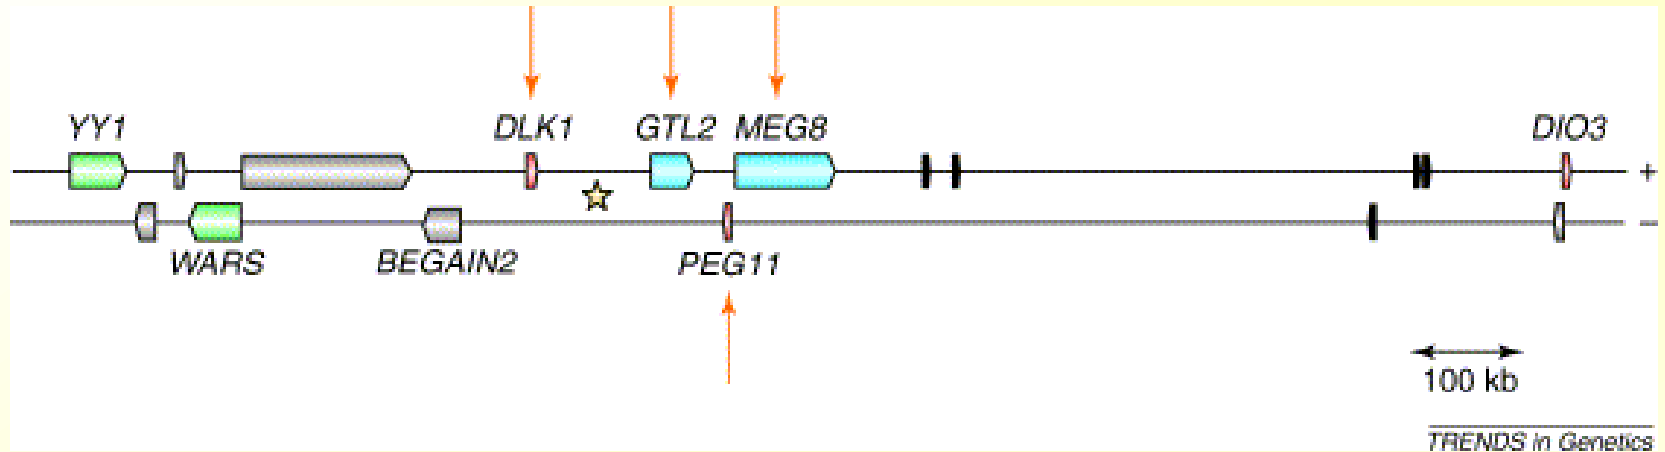 YY1 DLK1 GTL2 MEG8 DIO3
+
WARS BEGAIN2 PEG11 –
100 kb
TRENDS in Genetics